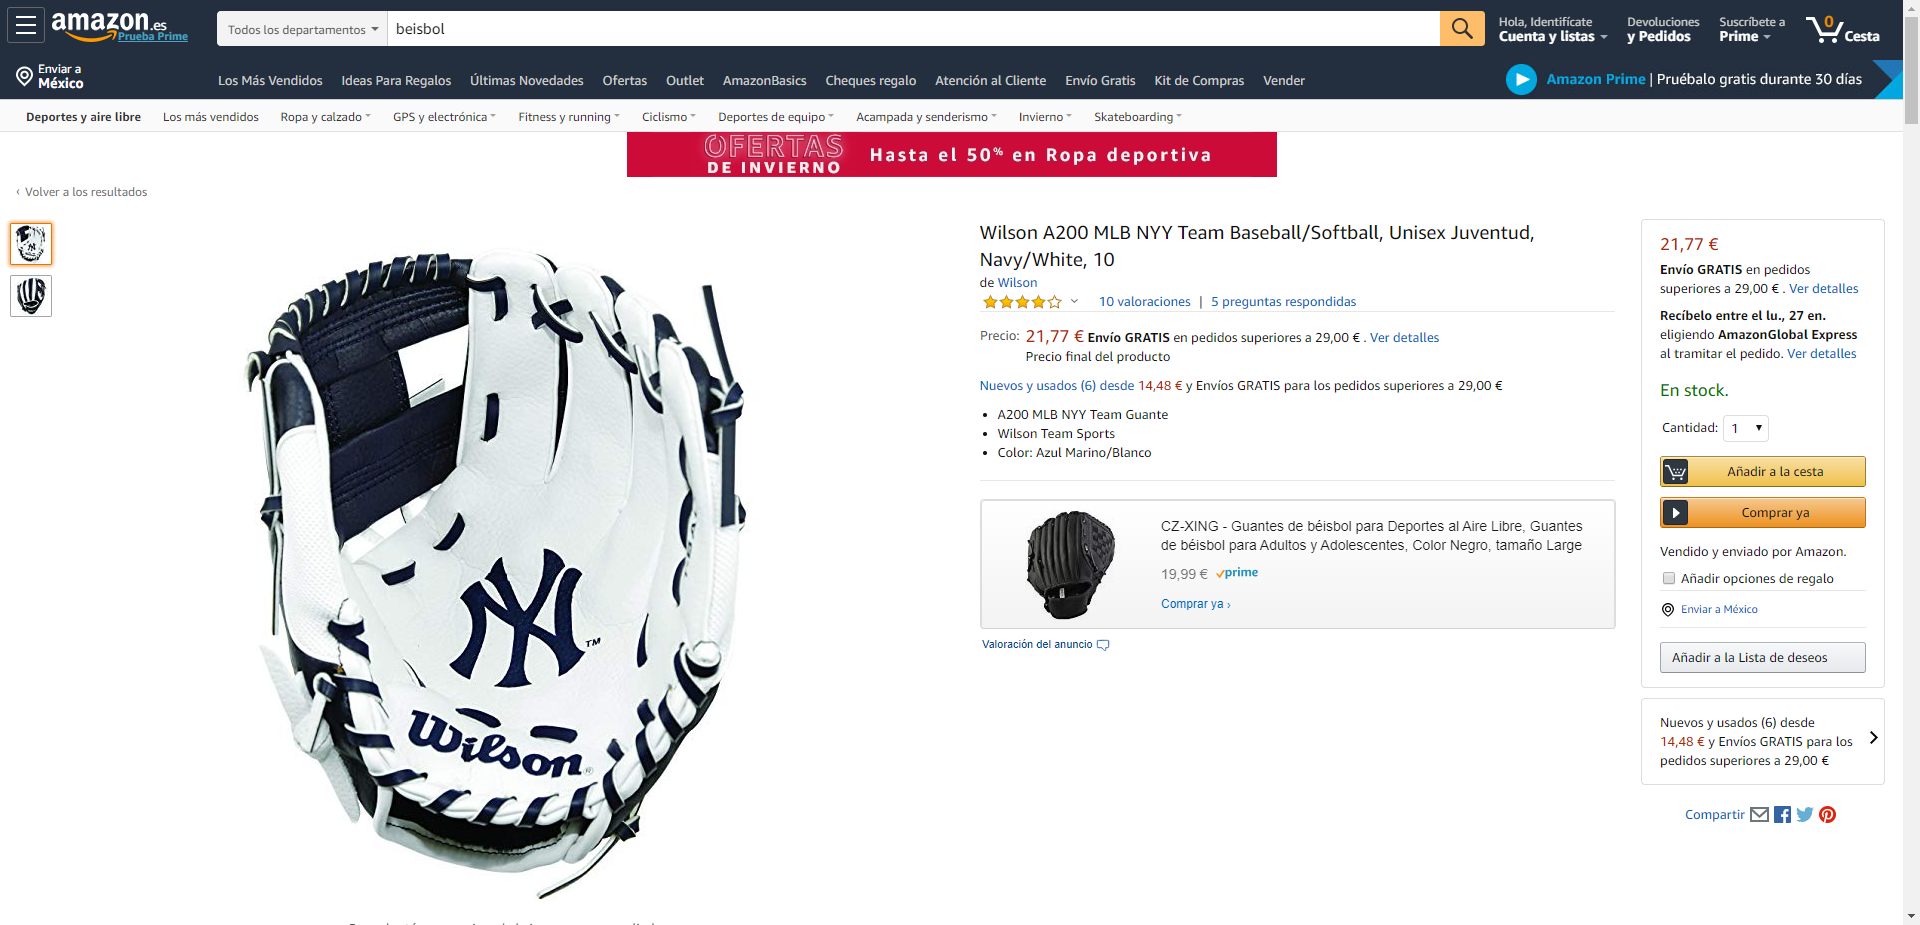 amazon.es
Prueba Prime
Todos los departamentos
beisbol
Hola, Identifícate
Cuenta y listas
Devoluciones
y Pedidos
Suscríbete a
Prime
0
Cesta
Enviar a
México
Los Más Vendidos
Ideas Para Regalos
Últimas Novedades
Ofertas
Outlet
AmazonBasics
Cheques regalo
Atención al Cliente
Envío Gratis
Kit de Compras
Vender
Amazon Prime | Pruébalo gratis durante 30 días
Deportes y aire libre
Los más vendidos
Ropa y calzado
GPS y electrónica
Fitness y running
Ciclismo
Deportes de equipo
Acampada y senderismo
Invierno
Skateboarding
OFERTAS
DE INVIERNO
Hasta el 50% en Ropa deportiva
‹ Volver a los resultados
NY
TM
Wilson
®
Wilson A200 MLB NYY Team Baseball/Softball, Unisex Juventud,
Navy/White, 10
de Wilson
10 valoraciones | 5 preguntas respondidas
Precio: 21,77 € Envío GRATIS en pedidos superiores a 29,00 € . Ver detalles
Precio final del producto
Nuevos y usados (6) desde 14,48 € y Envíos GRATIS para los pedidos superiores a 29,00 €
• A200 MLB NYY Team Guante
• Wilson Team Sports
• Color: Azul Marino/Blanco
CZ-XING - Guantes de béisbol para Deportes al Aire Libre, Guantes
de béisbol para Adultos y Adolescentes, Color Negro, tamaño Large
19,99 € prime
Comprar ya ›
Valoración del anuncio
21,77 €
Envío GRATIS en pedidos
superiores a 29,00 € . Ver detalles
Recíbelo entre el lu., 27 en.
eligiendo AmazonGlobal Express
al tramitar el pedido. Ver detalles
En stock.
Cantidad: 1
Añadir a la cesta
Comprar ya
Vendido y enviado por Amazon.
Añadir opciones de regalo
Enviar a México
Añadir a la Lista de deseos
Nuevos y usados (6) desde
14,48 € y Envíos GRATIS para los
pedidos superiores a 29,00 €
Compartir